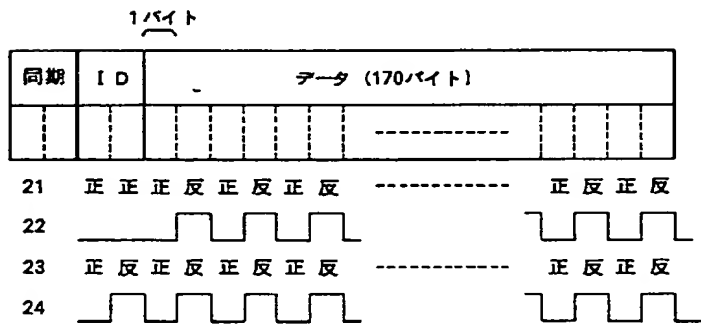 1バイト
同期 ID データ (170バイト)
21 正 正 正 反 正 反 正 反 正 反 正 反
22
23 正 反 正 反 正 反 正 反 正 反 正 反
24